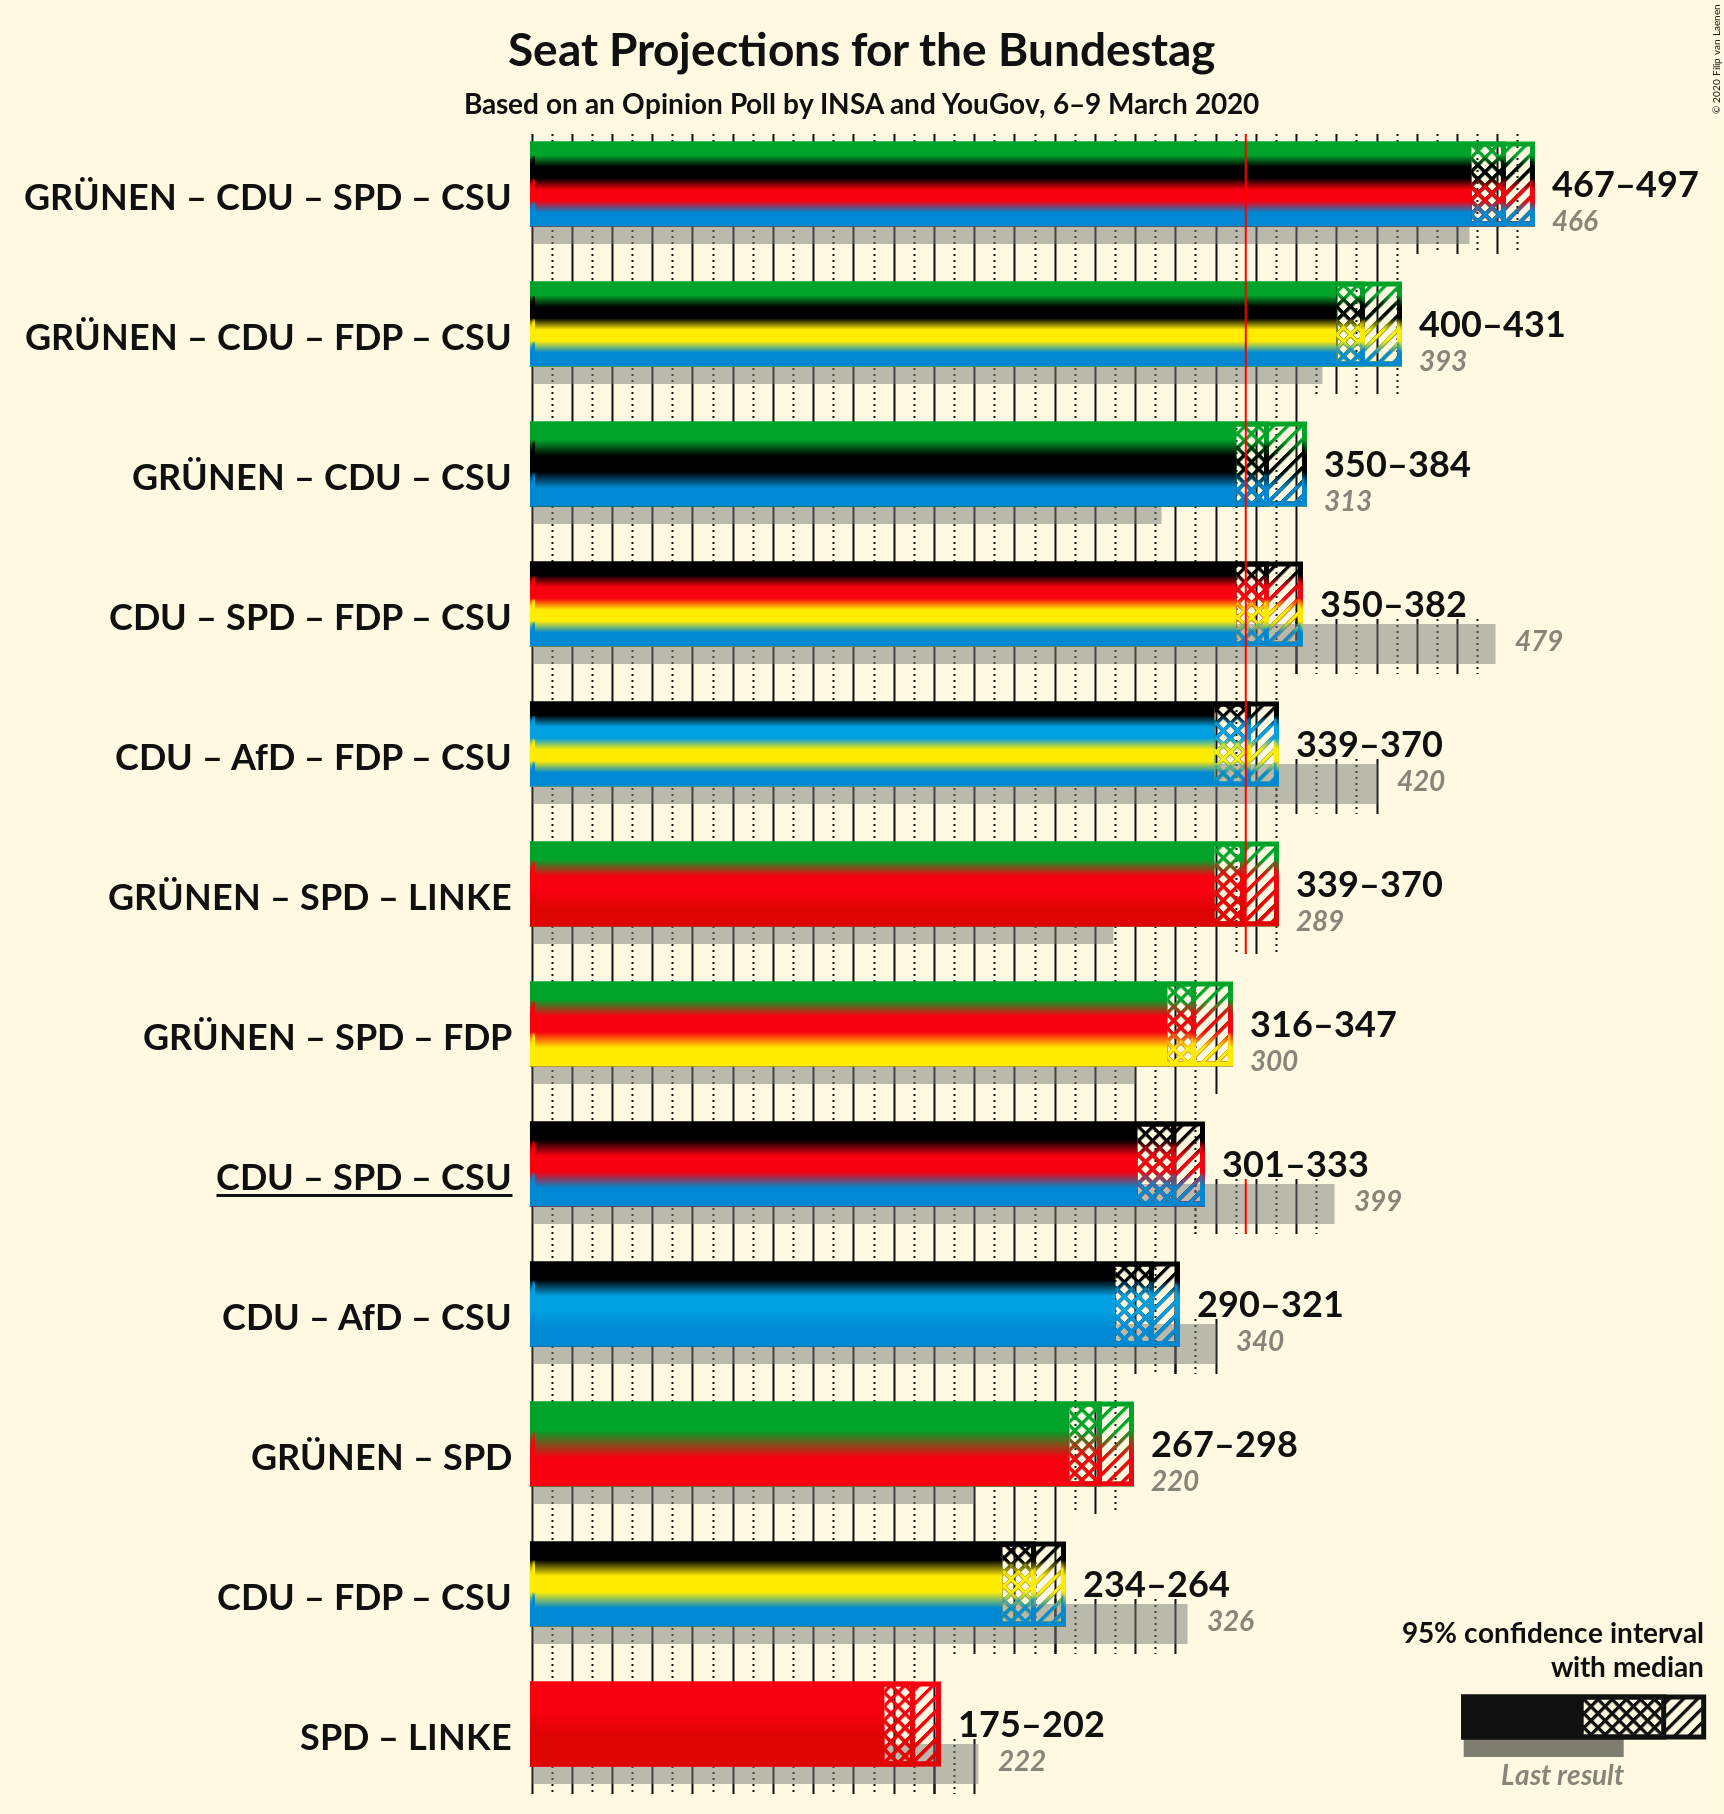 Seat Projections for the Bundestag
Based on an Opinion Poll by INSA and YouGov, 6–9 March 2020
© 2020 Filip van Laenen
GRÜNEN – CDU – SPD – CSU
467–497
466
GRÜNEN – CDU – FDP – CSU
400–431
393
GRÜNEN – CDU – CSU
350–384
313
CDU – SPD – FDP – CSU
350–382
479
CDU – AfD – FDP – CSU
339–370
420
GRÜNEN – SPD – LINKE
339–370
289
GRÜNEN – SPD – FDP
316–347
300
CDU – SPD – CSU
301–333
399
CDU – AfD – CSU
290–321
340
GRÜNEN – SPD
267–298
220
CDU – FDP – CSU
234–264
326
SPD – LINKE
175–202
222
95% confidence interval
with median
Last result